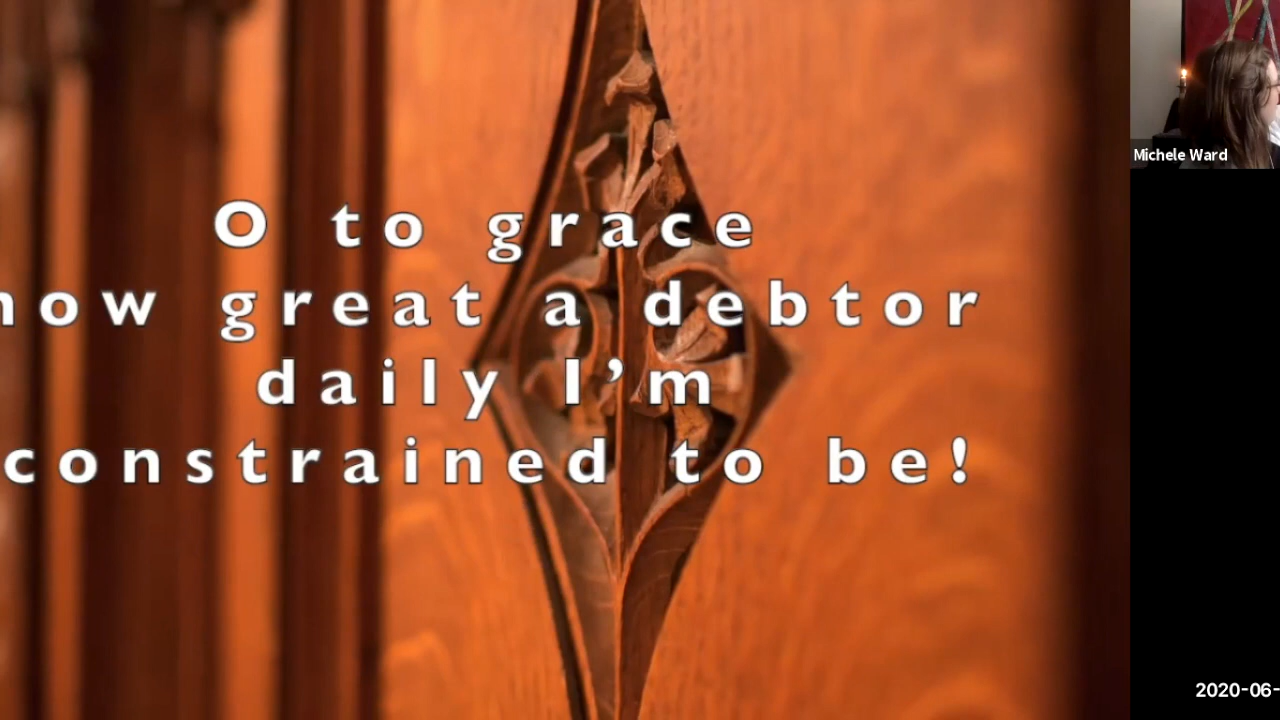 O to grace
how great a debtor
daily I'm
constrained to be!
Michele Ward
2020-06-